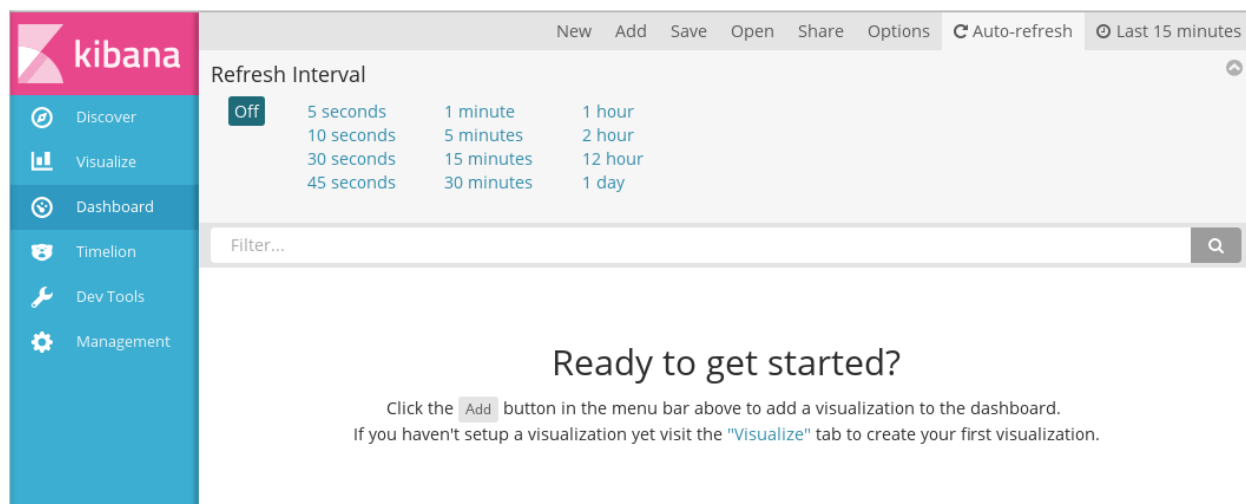 kibana
New Add Save Open Share Options Auto-refresh Last 15 minutes
Refresh Interval
Off 5 seconds 1 minute 1 hour
10 seconds 5 minutes 2 hour
30 seconds 15 minutes 12 hour
45 seconds 30 minutes 1 day
Discover
Visualize
Dashboard
Timelion
Dev Tools
Management
Filter...
Ready to get started?
Click the Add button in the menu bar above to add a visualization to the dashboard.
If you haven't setup a visualization yet visit the "Visualize" tab to create your first visualization.